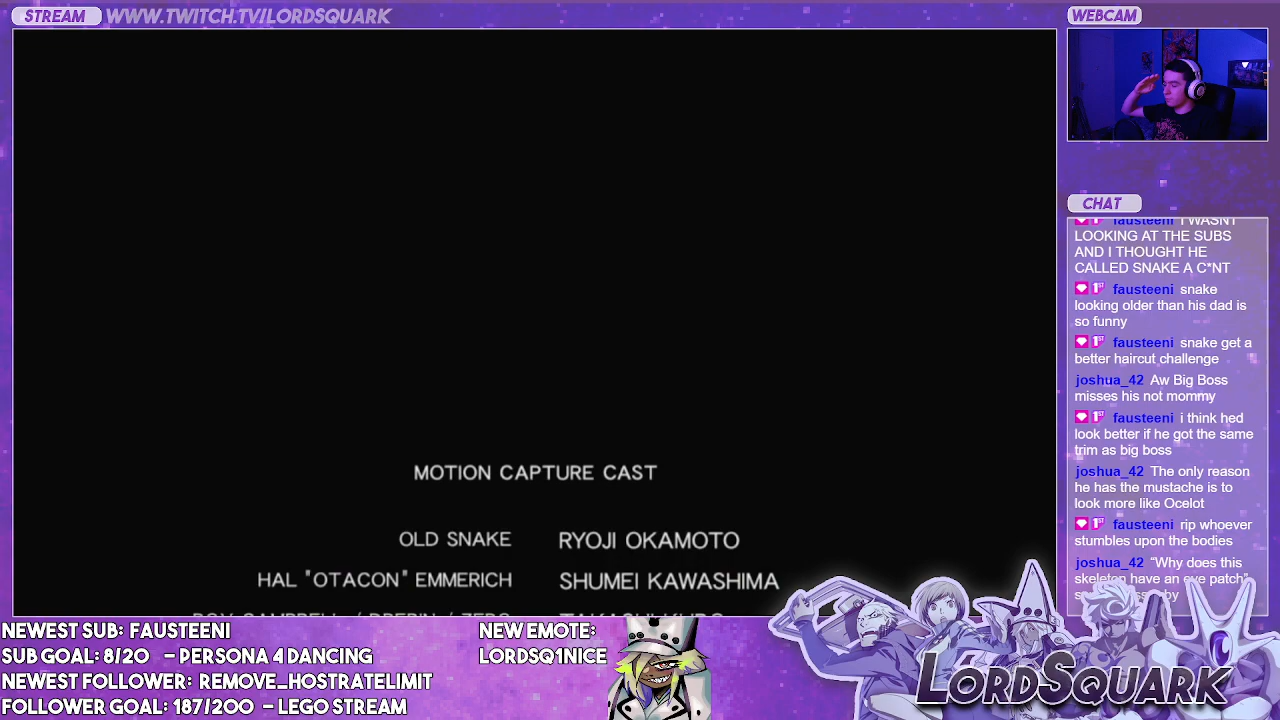 STREAM WWW.TWITCH.TV/LORDSQUARK
WEBCAM
MOTION CAPTURE CAST
OLD SNAKE RYOJI OKAMOTO
HAL "OTACON" EMMERICH SHUMEI KAWASHIMA
CHAT
fausteeni I WASNT
LOOKING AT THE SUBS
AND I THOUGHT HE
CALLED SNAKE A C*NT
1ST fausteeni snake
looking older than his dad is
so funny
1ST fausteeni snake get a
better haircut challenge
joshua_42 Aw Big Boss
misses his not mommy
1ST fausteeni i think hed
look better if he got the same
trim as big boss
joshua_42 The only reason
he has the mustache is to
look more like Ocelot
1ST fausteeni rip whoever
stumbles upon the bodies
joshua_42 “Why does this
skeleton have an eye patch”
NEWEST SUB: FAUSTEENI
SUB GOAL: 8/20 - PERSONA 4 DANCING
NEWEST FOLLOWER: REMOVE_HOSTRATELIMIT
FOLLOWER GOAL: 187/200 - LEGO STREAM
NEW EMOTE:
LORDSQ1NICE
LORDSQUARK